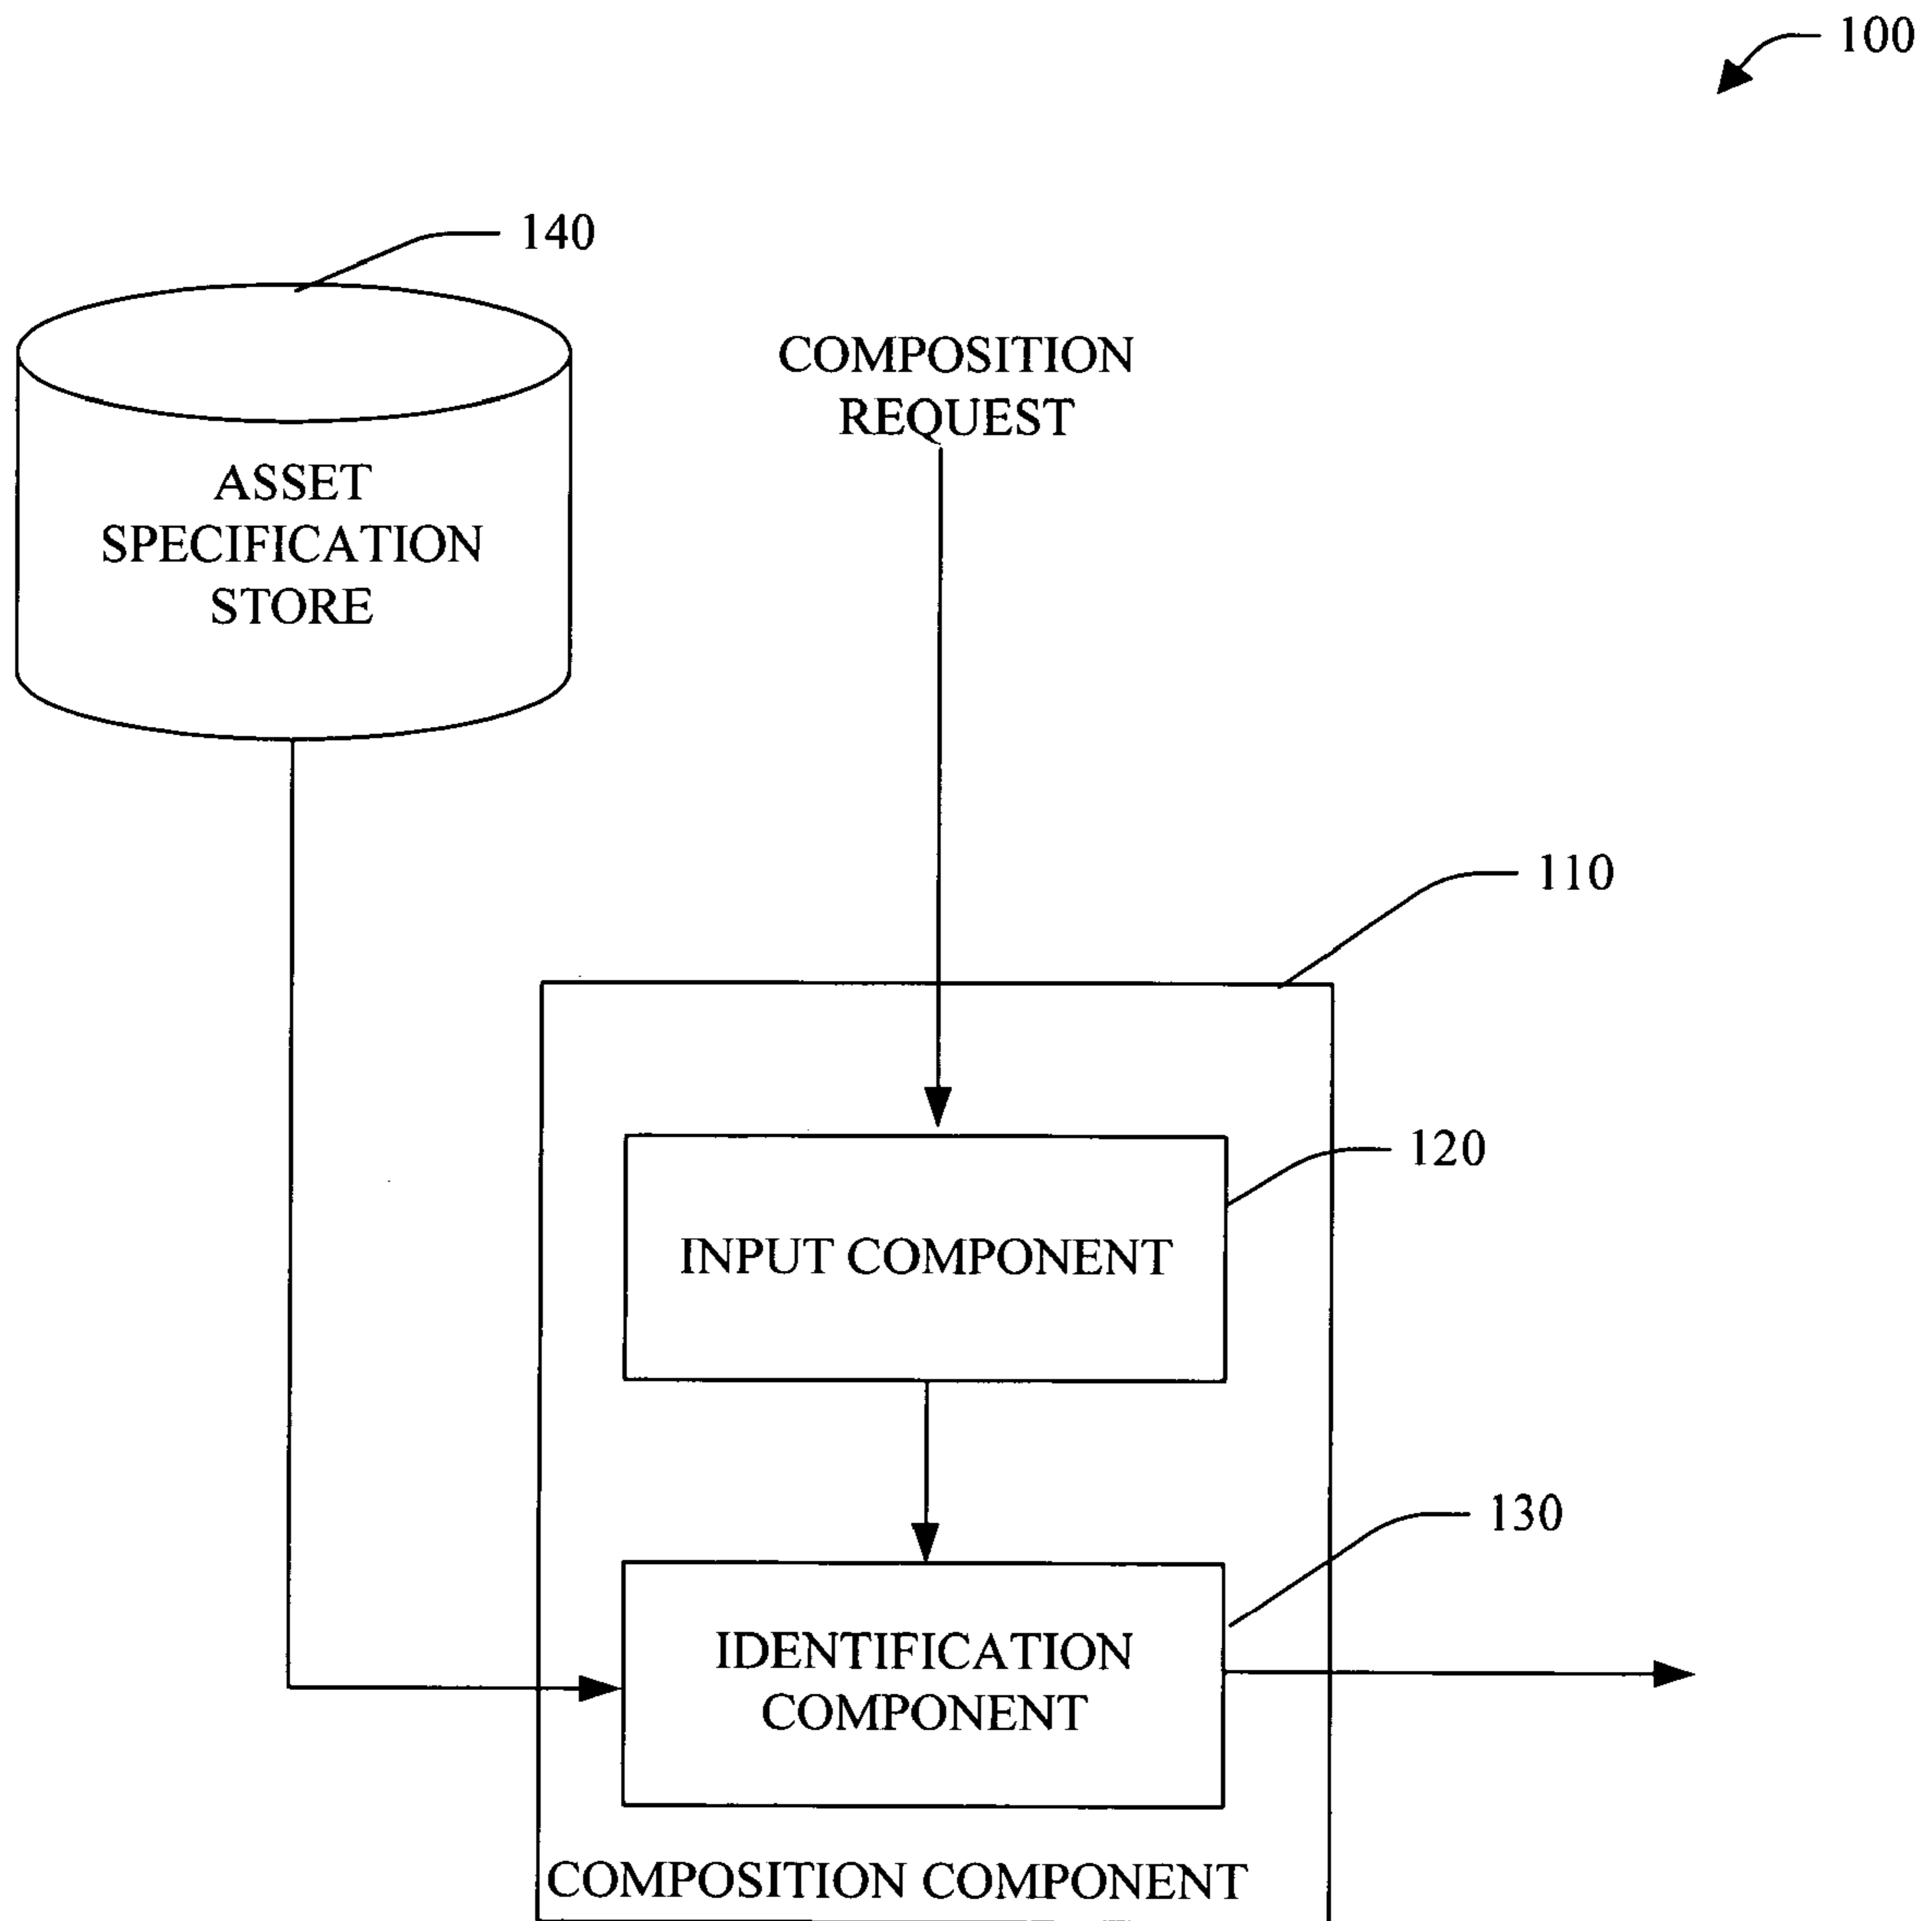 100
140
COMPOSITION
REQUEST
ASSET
SPECIFICATION
STORE
110
120
INPUT COMPONENT
130
IDENTIFICATION
COMPONENT
COMPOSITION COMPONENT